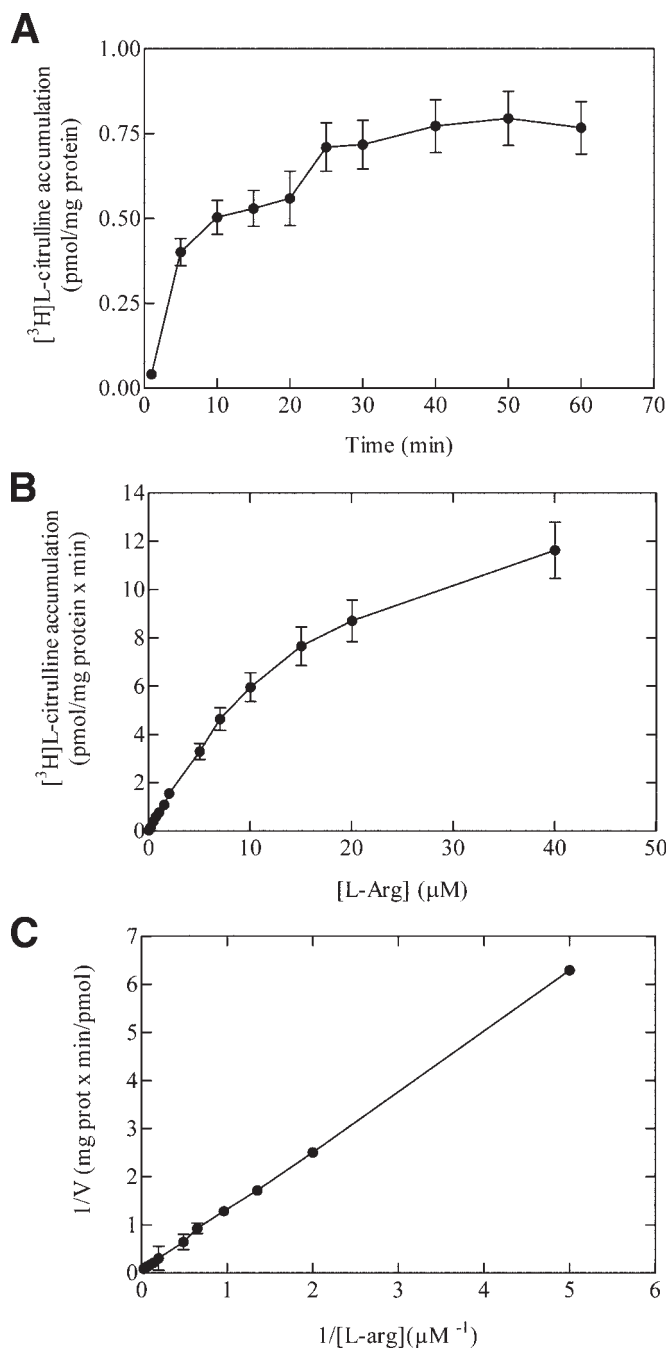 A
[³H]L-citrulline accumulation
(pmol/mg protein)
1.00
0.75
0.50
0.25
0.00
0 10 20 30 40 50 60 70
Time (min)
B
[³H]L-citrulline accumulation
(pmol/mg protein x min)
14
12
10
8
6
4
2
0
0 10 20 30 40 50
[L-Arg] (µM)
C
1/V (mg prot x min/pmol)
7
6
5
4
3
2
1
0
0 1 2 3 4 5 6
1/[L-arg](µM ⁻¹)